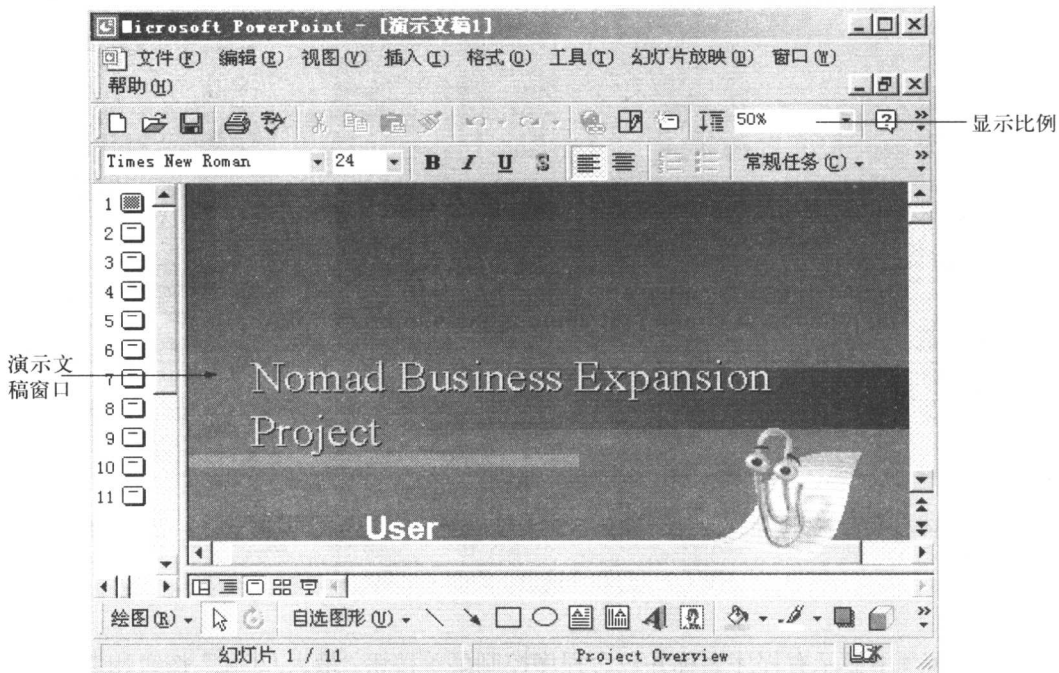 Microsoft PowerPoint - [演示文稿1]
文件(F) 编辑(E) 视图(V) 插入(I) 格式(O) 工具(T) 幻灯片放映(D) 窗口(W)
帮助(H)
50%
显示比例
Times New Roman 24 B I U S 常规任务(C)
1
2
3
4
5
6
7
8
9
10
11
演示文
稿窗口
Nomad Business Expansion
Project
User
绘图(R) 自选图形(U)
幻灯片 1 / 11 Project Overview